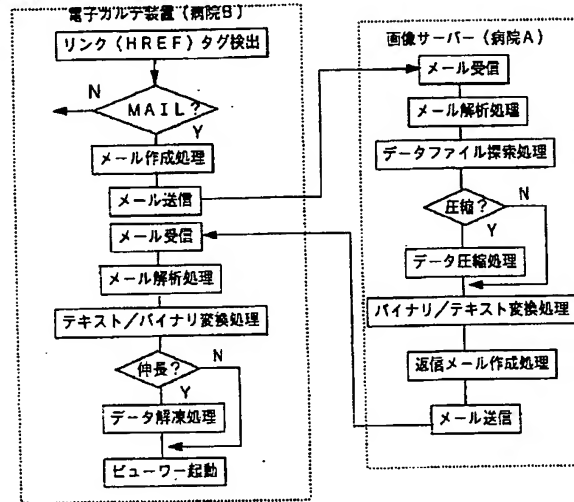 電子カルテ装置（病院B）
リンク（HREF）タグ検出
N
MAIL？
Y
メール作成処理
メール送信
メール受信
メール解析処理
テキスト／バイナリ変換処理
伸長？
N
Y
データ解凍処理
ビューワー起動
画像サーバー（病院A）
メール受信
メール解析処理
データファイル探索処理
圧縮？
N
Y
データ圧縮処理
バイナリ／テキスト変換処理
返信メール作成処理
メール送信